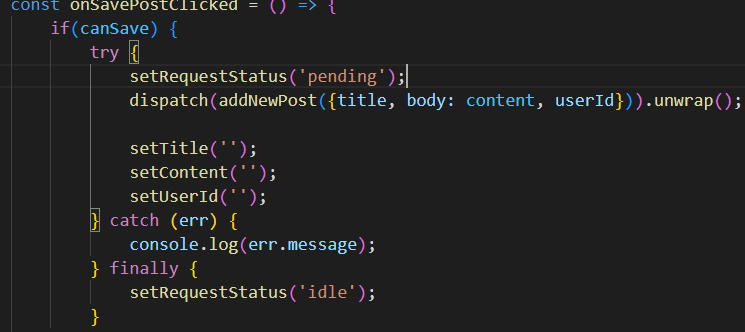 const onSavePostClicked = () => {
if(canSave) {
try {
setRequestStatus('pending');
dispatch(addNewPost({title, body: content, userId})).unwrap();
setTitle('');
setContent('');
setUserId('');
} catch (err) {
console.log(err.message);
} finally {
setRequestStatus('idle');
}